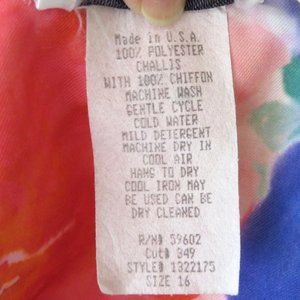 Made in U.S.A.
100% POLYESTER
CHALLIS
WITH 100% CHIFFON
MACHINE WASH
GENTLE CYCLE
COLD WATER
MILD DETERGENT
MACHINE DRY IN
COOL AIR
HANG TO DRY
COOL IRON MAY
BE USED CAN BE
DRY CLEANED
R/N# 59602
Cut# 349
STYLE# 1322175
SIZE 16